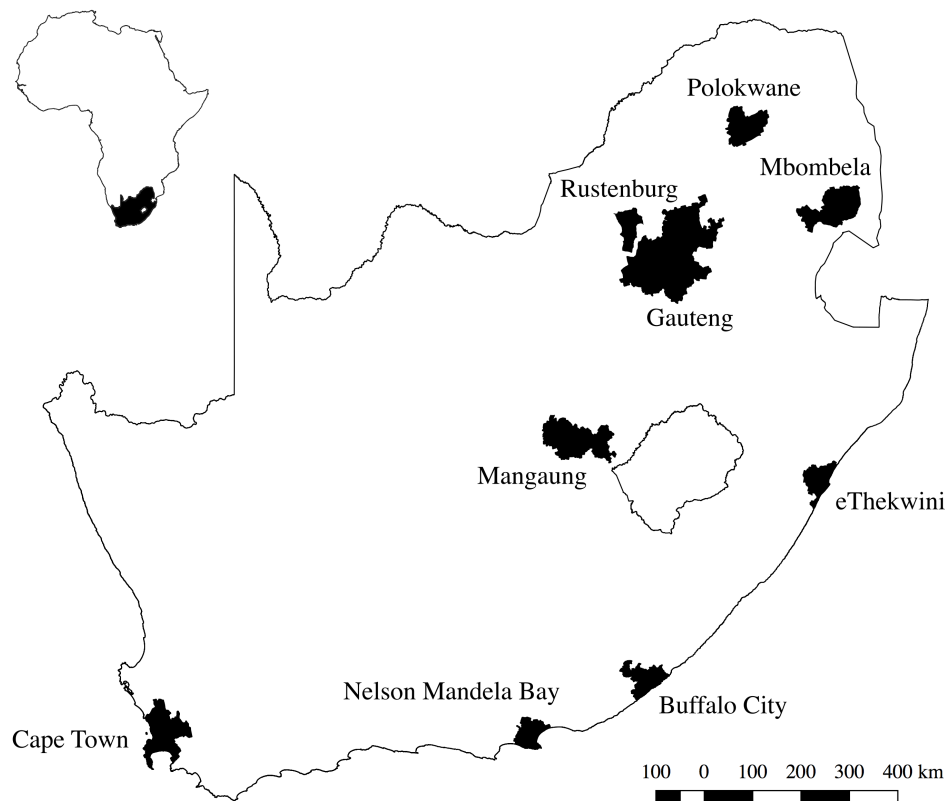 Polokwane
Mbombela
Rustenburg
Gauteng
Mangaung
eThekwini
Nelson Mandela Bay
Buffalo City
Cape Town
100 0 100 200 300 400 km